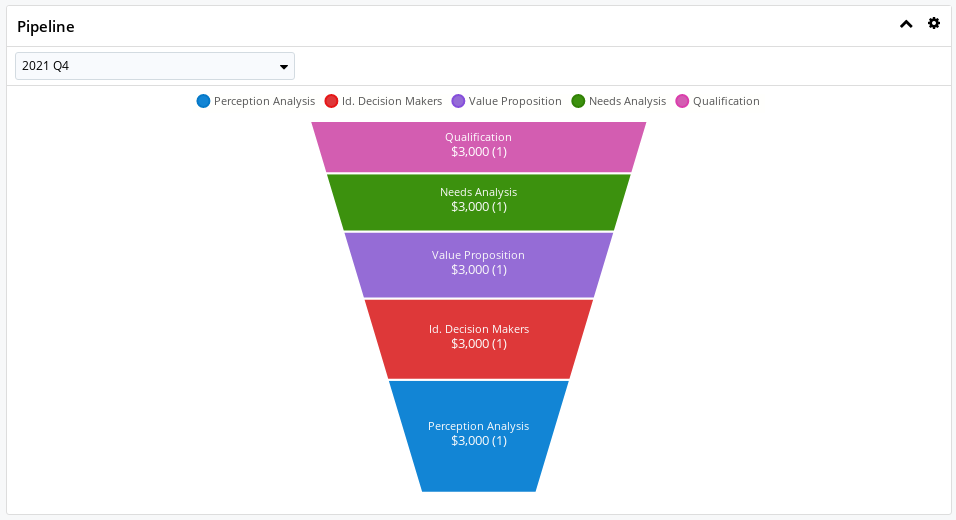 Pipeline
2021 Q4
Perception Analysis Id. Decision Makers Value Proposition Needs Analysis Qualification
Qualification
$3,000 (1)
Needs Analysis
$3,000 (1)
Value Proposition
$3,000 (1)
Id. Decision Makers
$3,000 (1)
Perception Analysis
$3,000 (1)